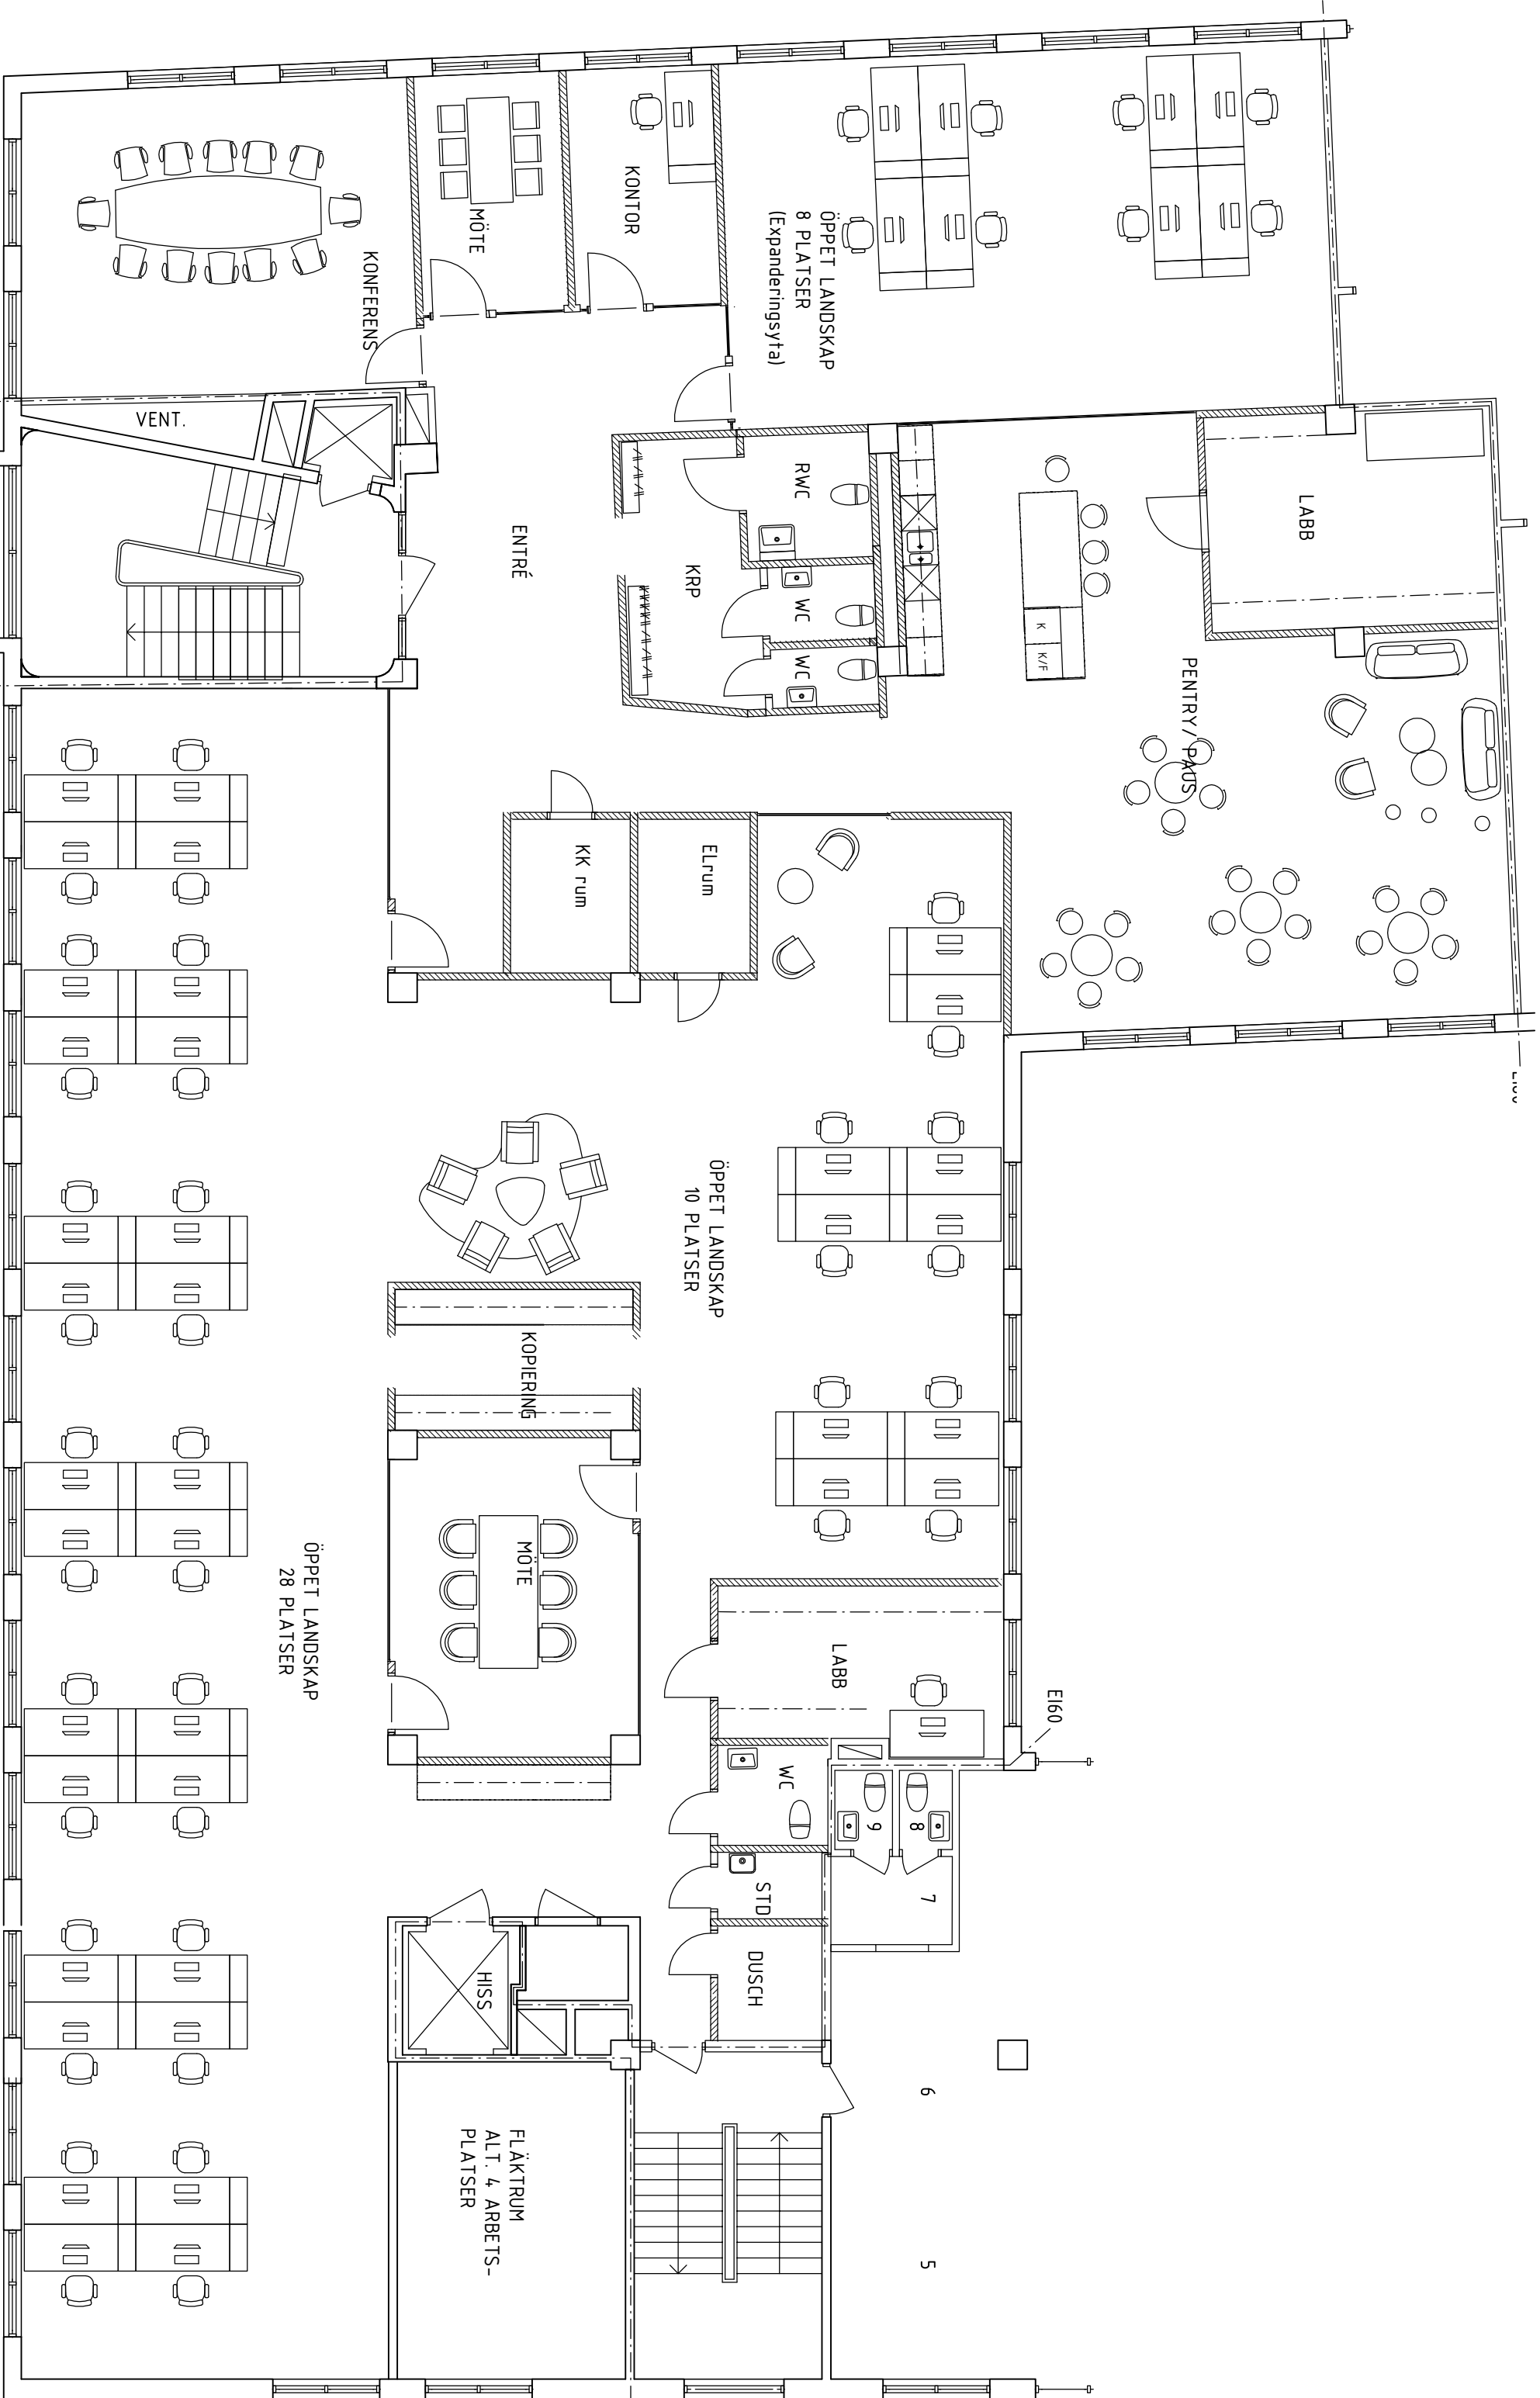 KONFERENS
MÖTE
KONTOR
ÖPPET LANDSKAP
8 PLATSER
(Expanderingsyta)
VENT.
ENTRÉ
KRP
RWC
WC
WC
LABB
K
K/F
PENTRY/ PAUS
KK rum
ELrum
ÖPPET LANDSKAP
10 PLATSER
KOPIERING
MÖTE
ÖPPET LANDSKAP
28 PLATSER
LABB
EI60
WC
9
8
7
STD
DUSCH
HISS
6
5
FLÄKTRUM
ALT. 4 ARBETS-
PLATSER